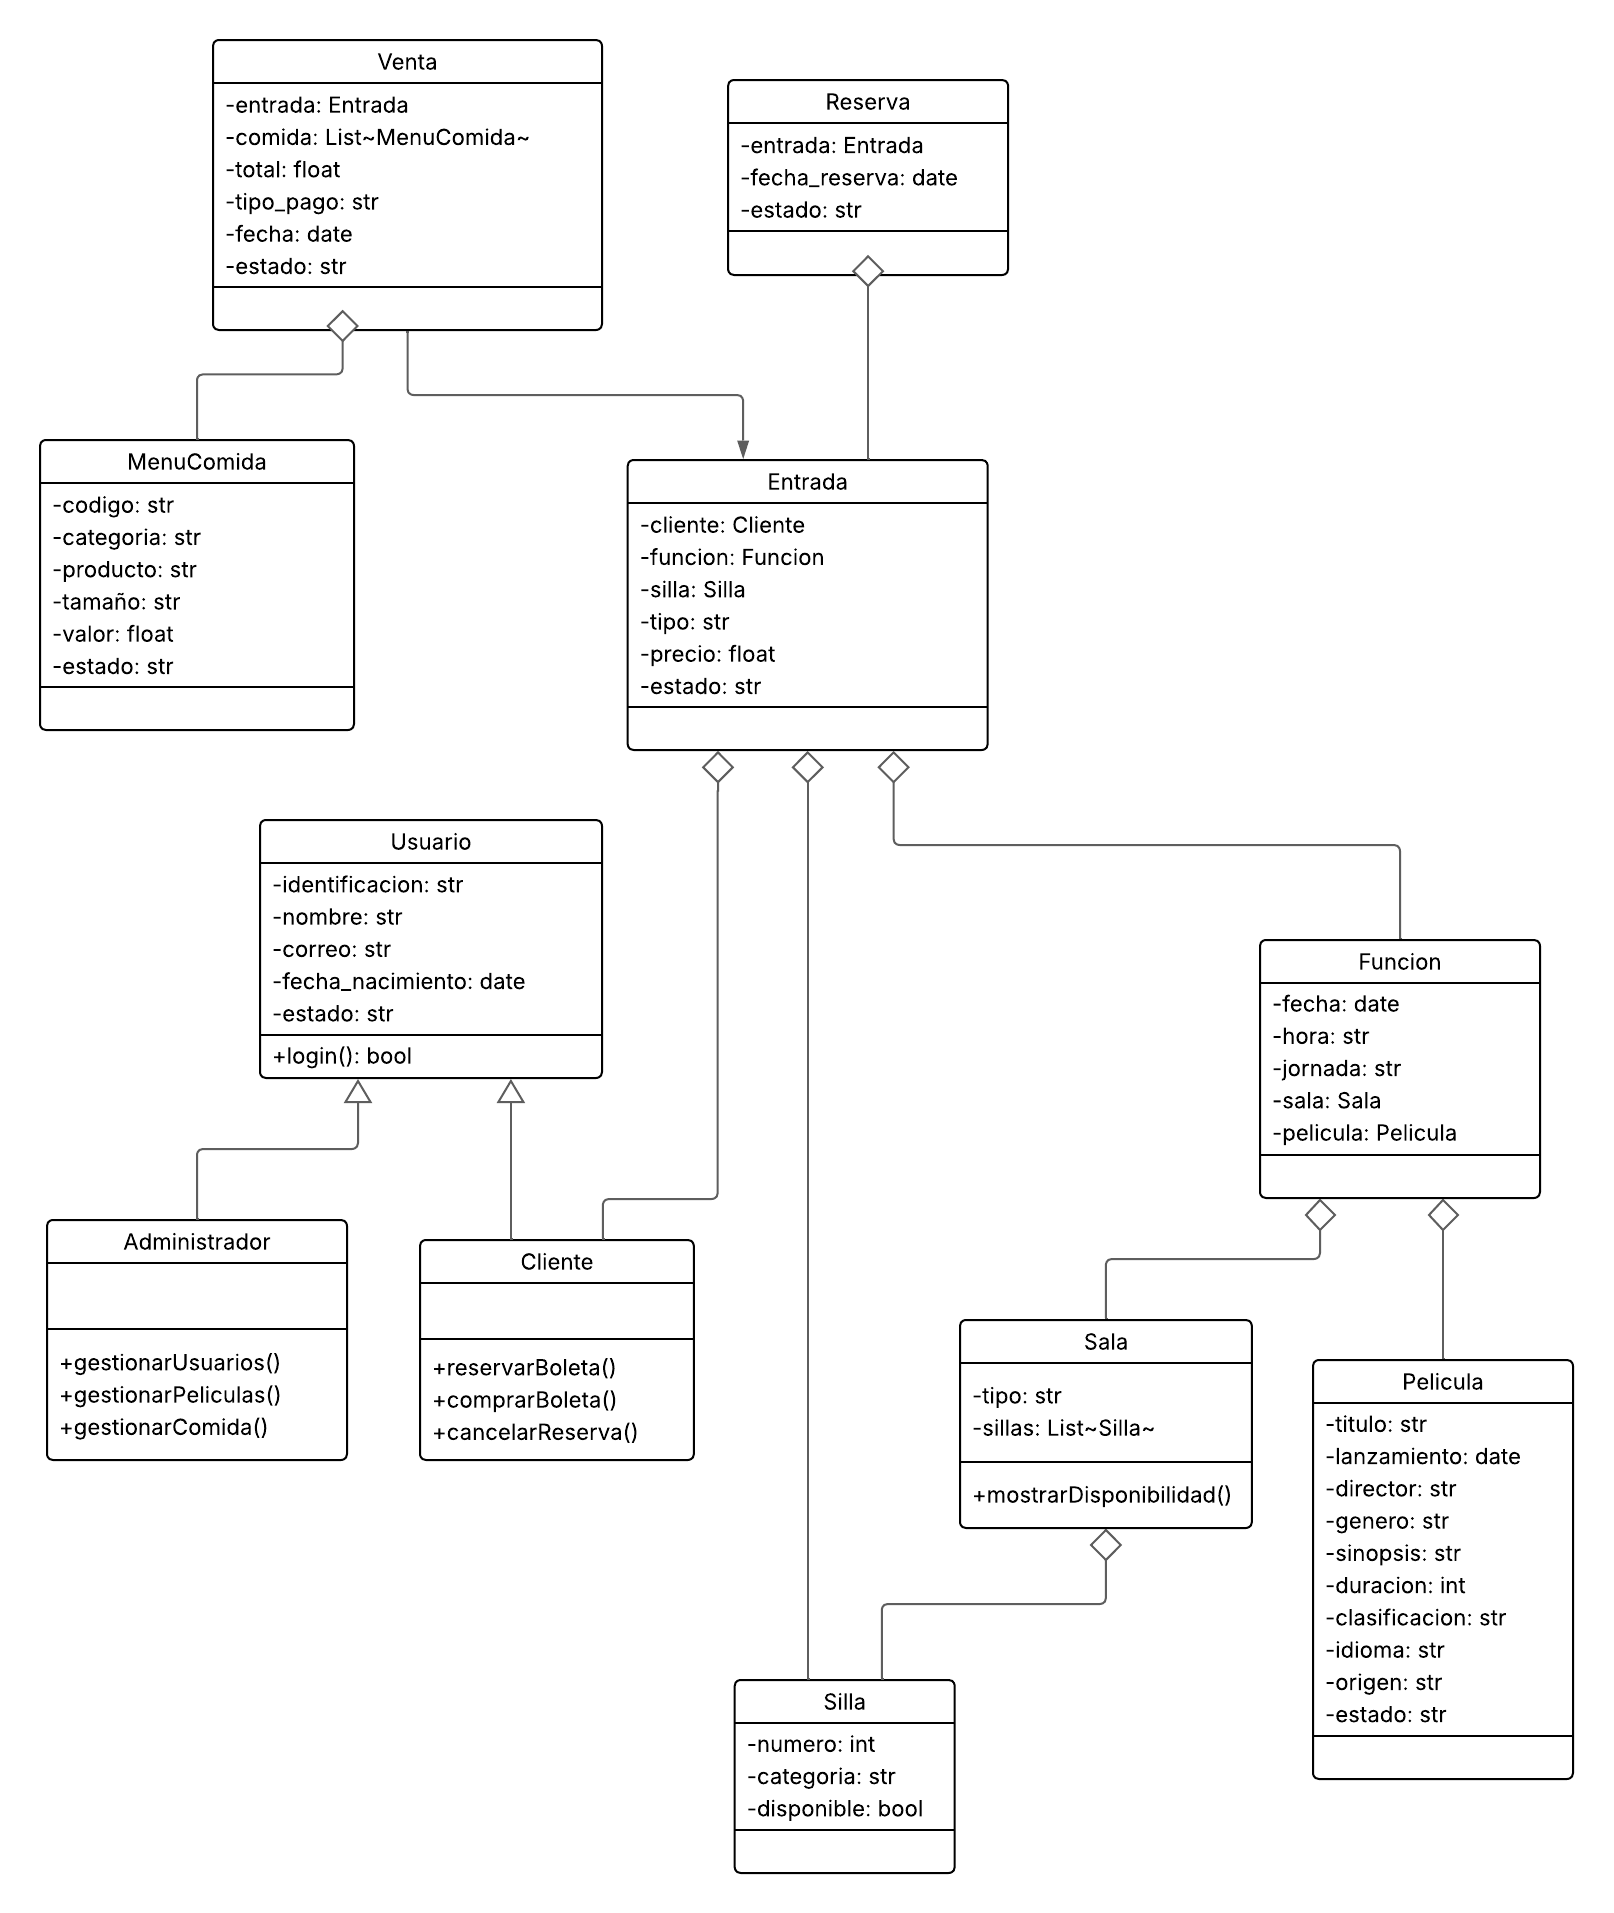 Venta
-entrada: Entrada
-comida: List~MenuComida~
-total: float
-tipo_pago: str
-fecha: date
-estado: str
Reserva
-entrada: Entrada
-fecha_reserva: date
-estado: str
MenuComida
-codigo: str
-categoria: str
-producto: str
-tamaño: str
-valor: float
-estado: str
Entrada
-cliente: Cliente
-funcion: Funcion
-silla: Silla
-tipo: str
-precio: float
-estado: str
Usuario
-identificacion: str
-nombre: str
-correo: str
-fecha_nacimiento: date
-estado: str
+login(): bool
Funcion
-fecha: date
-hora: str
-jornada: str
-sala: Sala
-pelicula: Pelicula
Administrador
+gestionarUsuarios()
+gestionarPeliculas()
+gestionarComida()
Cliente
+reservarBoleta()
+comprarBoleta()
+cancelarReserva()
Sala
-tipo: str
-sillas: List~Silla~
+mostrarDisponibilidad()
Pelicula
-titulo: str
-lanzamiento: date
-director: str
-genero: str
-sinopsis: str
-duracion: int
-clasificacion: str
-idioma: str
-origen: str
-estado: str
Silla
-numero: int
-categoria: str
-disponible: bool